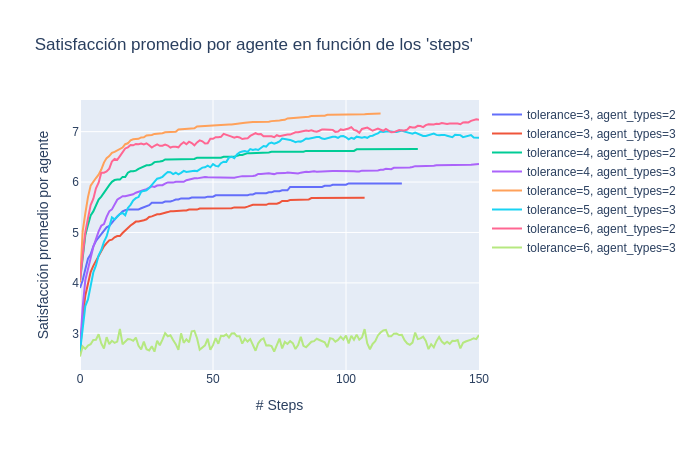 Satisfacción promedio por agente en función de los 'steps'
Satisfacción promedio por agente
7
6
5
4
3
0
50
100
150
# Steps
tolerance=3, agent_types=2
tolerance=3, agent_types=3
tolerance=4, agent_types=2
tolerance=4, agent_types=3
tolerance=5, agent_types=2
tolerance=5, agent_types=3
tolerance=6, agent_types=2
tolerance=6, agent_types=3